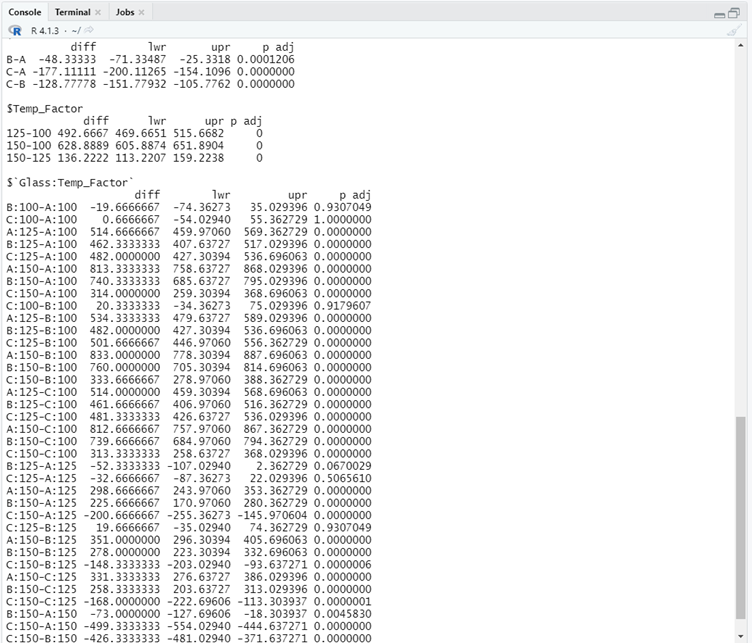 Console Terminal Jobs
R 4.1.3 · ~/
diff lwr upr p adj
B-A -48.33333 -71.33487 -25.3318 0.0001206
C-A -177.11111 -200.11265 -154.1096 0.0000000
C-B -128.77778 -151.77932 -105.7762 0.0000000
$Temp_Factor
diff lwr upr p adj
125-100 492.6667 469.6651 515.6682 0
150-100 628.8889 605.8874 651.8904 0
150-125 136.2222 113.2207 159.2238 0
$`Glass:Temp_Factor`
diff lwr upr p adj
B:100-A:100 -19.6666667 -74.36273 35.029396 0.9307049
C:100-A:100 0.6666667 -54.02940 55.362729 1.0000000
A:125-A:100 514.6666667 459.97060 569.362729 0.0000000
B:125-A:100 462.3333333 407.63727 517.029396 0.0000000
C:125-A:100 482.0000000 427.30394 536.696063 0.0000000
A:150-A:100 813.3333333 758.63727 868.029396 0.0000000
B:150-A:100 740.3333333 685.63727 795.029396 0.0000000
C:150-A:100 314.0000000 259.30394 368.696063 0.0000000
C:100-B:100 20.3333333 -34.36273 75.029396 0.9179607
A:125-B:100 534.3333333 479.63727 589.029396 0.0000000
B:125-B:100 482.0000000 427.30394 536.696063 0.0000000
C:125-B:100 501.6666667 446.97060 556.362729 0.0000000
A:150-B:100 833.0000000 778.30394 887.696063 0.0000000
B:150-B:100 760.0000000 705.30394 814.696063 0.0000000
C:150-B:100 333.6666667 278.97060 388.362729 0.0000000
A:125-C:100 514.0000000 459.30394 568.696063 0.0000000
B:125-C:100 461.6666667 406.97060 516.362729 0.0000000
C:125-C:100 481.3333333 426.63727 536.029396 0.0000000
A:150-C:100 812.6666667 757.97060 867.362729 0.0000000
B:150-C:100 739.6666667 684.97060 794.362729 0.0000000
C:150-C:100 313.3333333 258.63727 368.029396 0.0000000
B:125-A:125 -52.3333333 -107.02940 2.362729 0.0670029
C:125-A:125 -32.6666667 -87.36273 22.029396 0.5065610
A:150-A:125 298.6666667 243.97060 353.362729 0.0000000
B:150-A:125 225.6666667 170.97060 280.362729 0.0000000
C:150-A:125 -200.6666667 -255.36273 -145.970604 0.0000000
C:125-B:125 19.6666667 -35.02940 74.362729 0.9307049
A:150-B:125 351.0000000 296.30394 405.696063 0.0000000
B:150-B:125 278.0000000 223.30394 332.696063 0.0000000
C:150-B:125 -148.3333333 -203.02940 -93.637271 0.0000006
A:150-C:125 331.3333333 276.63727 386.029396 0.0000000
B:150-C:125 258.3333333 203.63727 313.029396 0.0000000
C:150-C:125 -168.0000000 -222.69606 -113.303937 0.0000001
B:150-A:150 -73.0000000 -127.69606 -18.303937 0.0045830
C:150-A:150 -499.3333333 -554.02940 -444.637271 0.0000000
C:150-B:150 -426.3333333 -481.02940 -371.637271 0.0000000